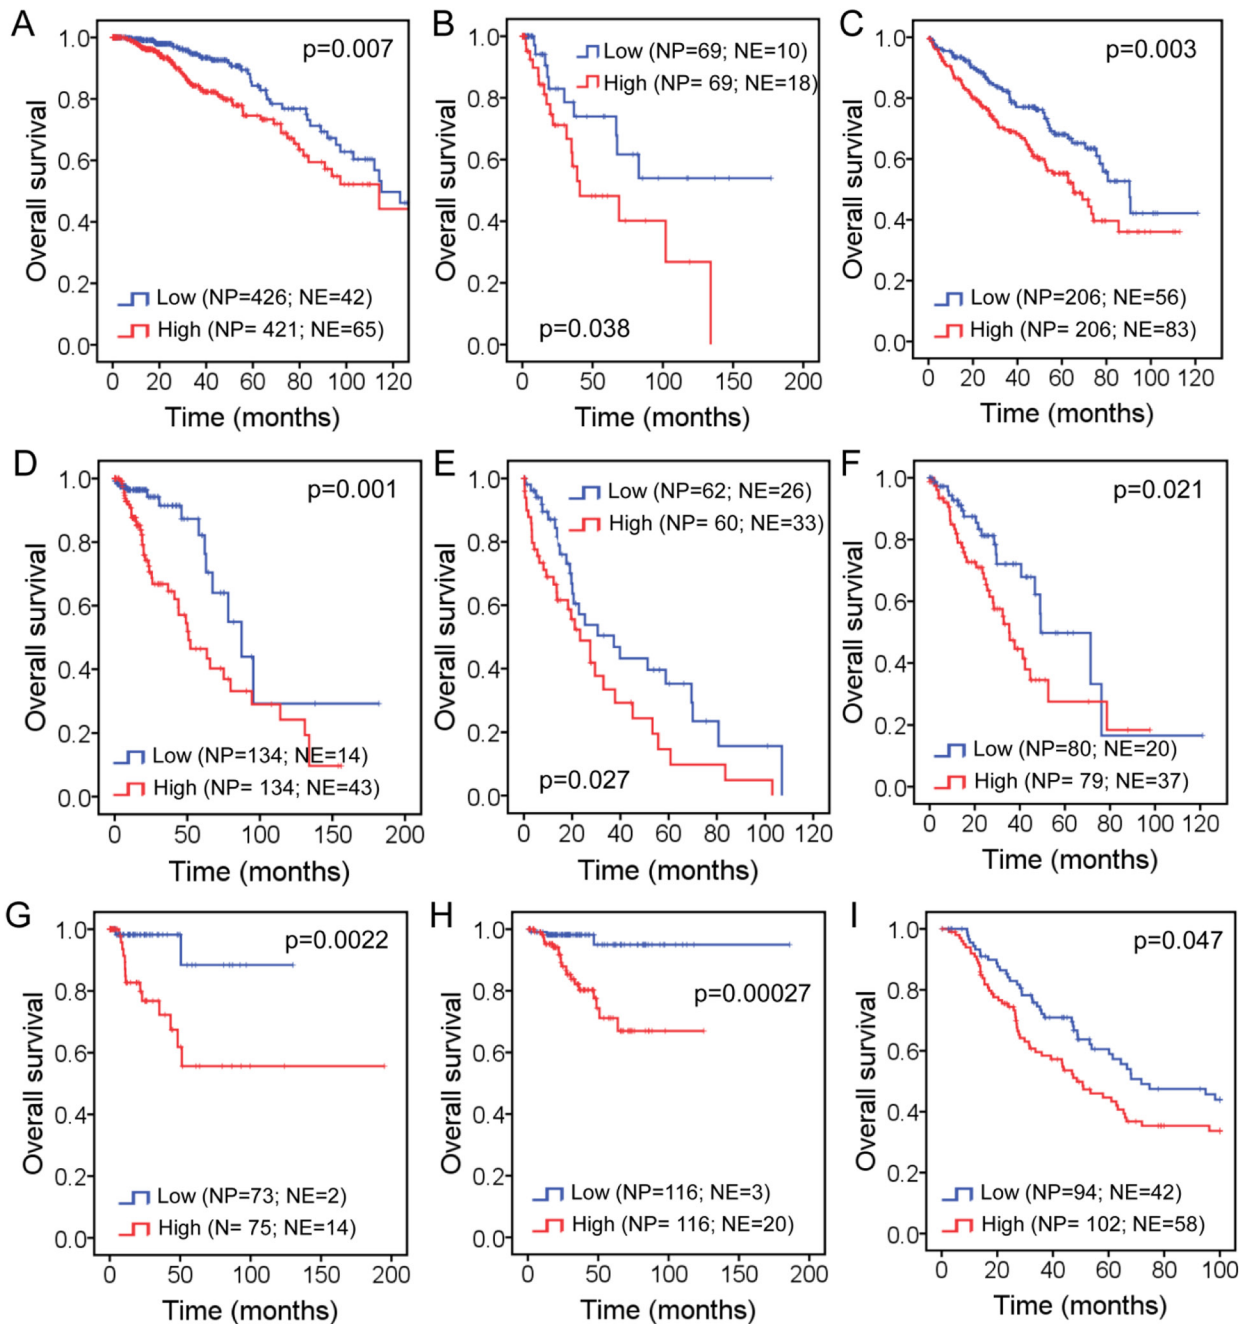 A
p=0.007
Overall survival
1.0
0.8
0.6
0.4
0.2
0.0
Low (NP=426; NE=42)
High (NP= 421; NE=65)
0 20 40 60 80 100 120
Time (months)
B
Low (NP=69; NE=10)
High (NP= 69; NE=18)
Overall survival
1.0
0.8
0.6
0.4
0.2
0.0
p=0.038
0 50 100 150 200
Time (months)
C
p=0.003
Overall survival
1.0
0.8
0.6
0.4
0.2
0.0
Low (NP=206; NE=56)
High (NP= 206; NE=83)
0 20 40 60 80 100 120
Time (months)
D
p=0.001
Overall survival
1.0
0.8
0.6
0.4
0.2
0.0
Low (NP=134; NE=14)
High (NP= 134; NE=43)
0 50 100 150 200
Time (months)
E
Low (NP=62; NE=26)
High (NP= 60; NE=33)
Overall survival
1.0
0.8
0.6
0.4
0.2
0.0
p=0.027
0 20 40 60 80 100 120
Time (months)
F
p=0.021
Overall survival
1.0
0.8
0.6
0.4
0.2
0.0
Low (NP=80; NE=20)
High (NP= 79; NE=37)
0 20 40 60 80 100 120
Time (months)
G
p=0.0022
Overall survival
1.0
0.8
0.6
0.4
0.2
0.0
Low (NP=73; NE=2)
High (N= 75; NE=14)
0 50 100 150 200
Time (months)
H
p=0.00027
Overall survival
1.0
0.8
0.6
0.4
0.2
0.0
Low (NP=116; NE=3)
High (NP= 116; NE=20)
0 50 100 150 200
Time (months)
I
p=0.047
Overall survival
1.0
0.8
0.6
0.4
0.2
0.0
Low (NP=94; NE=42)
High (NP= 102; NE=58)
0 20 40 60 80 100
Time (months)